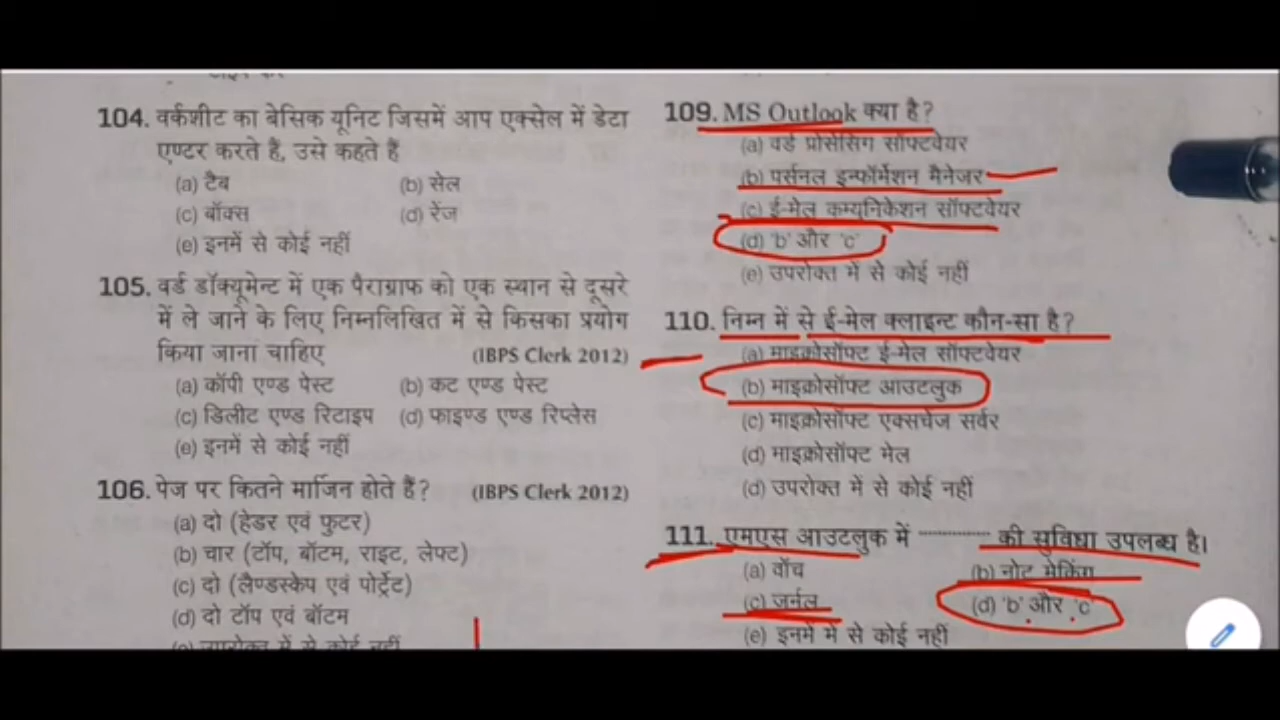 104. वर्कशीट का बेसिक यूनिट जिसमें आप एक्सेल में डेटा
एण्टर करते हैं, उसे कहते हैं
(a) टैब (b) सेल
(c) बॉक्स (d) रेंज
(e) इनमें से कोई नहीं
105. वर्ड डॉक्यूमेन्ट में एक पैराग्राफ को एक स्थान से दूसरे
में ले जाने के लिए निम्नलिखित में से किसका प्रयोग
किया जाना चाहिए (IBPS Clerk 2012)
(a) कॉपी एण्ड पेस्ट (b) कट एण्ड पेस्ट
(c) डिलीट एण्ड रिटाइप (d) फाइण्ड एण्ड रिप्लेस
(e) इनमें से कोई नहीं
106. पेज पर कितने मार्जिन होते हैं? (IBPS Clerk 2012)
(a) दो (हेडर एवं फुटर)
(b) चार (टॉप, बॉटम, राइट, लेफ्ट)
(c) दो (लैण्डस्केप एवं पोर्ट्रेट)
(d) दो टॉप एवं बॉटम
(e) उपरोक्त में से कोई नहीं
109. MS Outlook क्या है?
(a) वर्ड प्रोसेसिंग सॉफ्टवेयर
(b) पर्सनल इन्फॉर्मेशन मैनेजर
(c) ई-मेल कम्युनिकेशन सॉफ्टवेयर
(d) 'b' और 'c'
(e) उपरोक्त में से कोई नहीं
110. निम्न में से ई-मेल क्लाइन्ट कौन-सा है?
(a) माइक्रोसॉफ्ट ई-मेल सॉफ्टवेयर
(b) माइक्रोसॉफ्ट आउटलुक
(c) माइक्रोसॉफ्ट एक्सचेंज सर्वर
(d) माइक्रोसॉफ्ट मेल
(d) उपरोक्त में से कोई नहीं
111. एमएस आउटलुक में ............ की सुविधा उपलब्ध है।
(a) वॉच (b) नोट मेकिंग
(c) जर्नल (d) 'b' और 'c'
(e) इनमें में से कोई नहीं